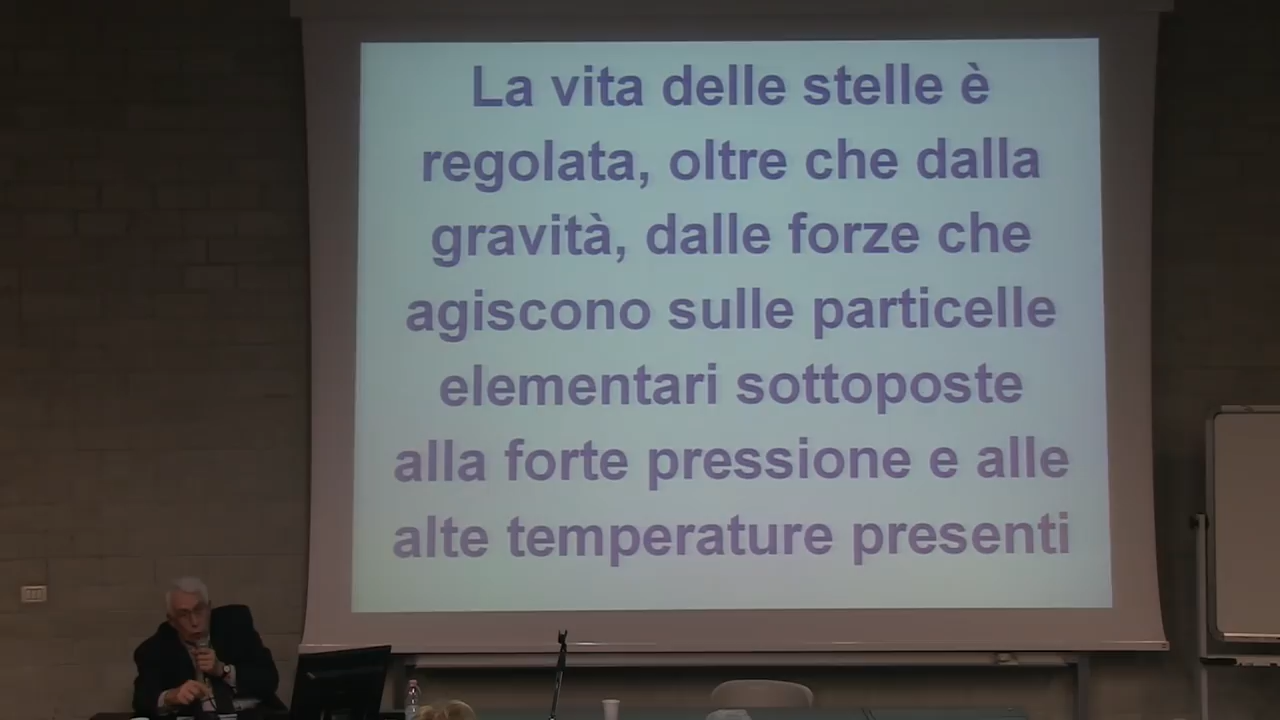 La vita delle stelle è
regolata, oltre che dalla
gravità, dalle forze che
agiscono sulle particelle
elementari sottoposte
alla forte pressione e alle
alte temperature presenti